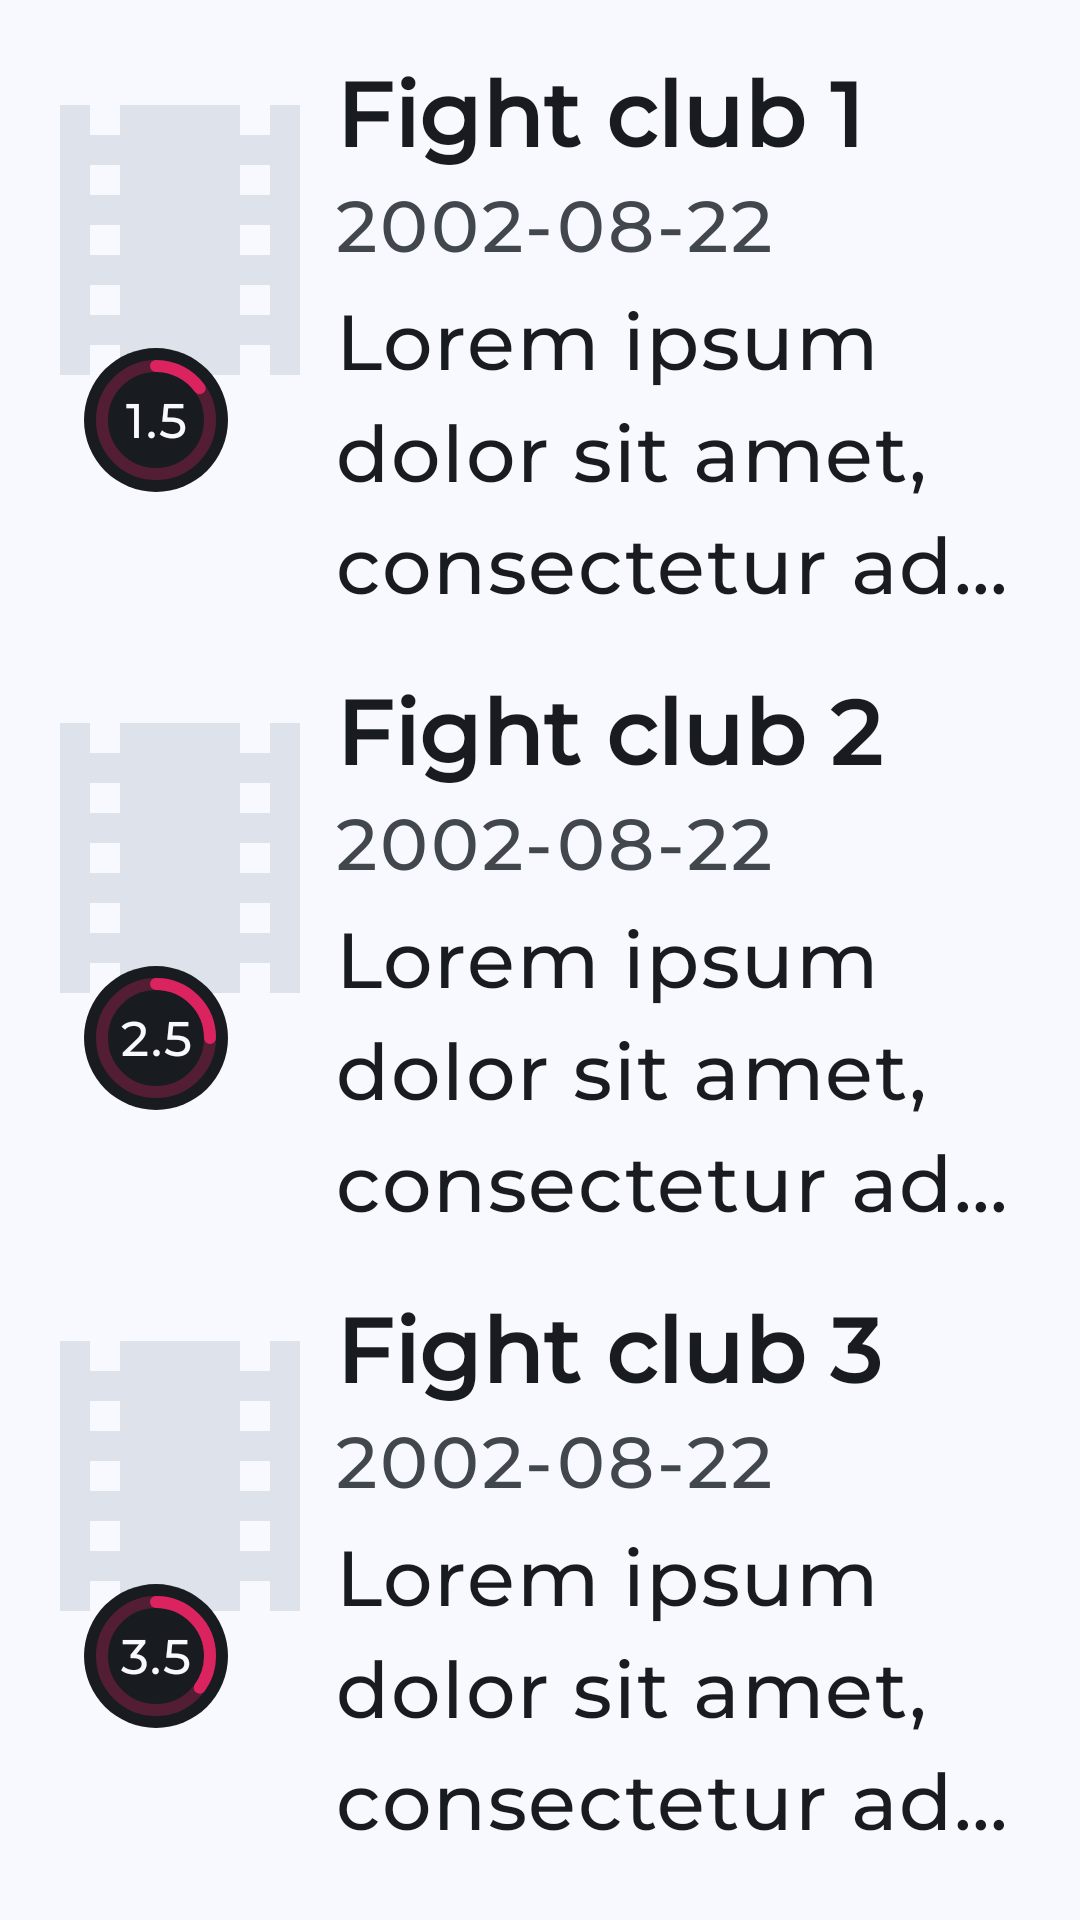 Fight club 1
2002-08-22
Lorem ipsum
dolor sit amet,
consectetur ad...
1.5
Fight club 2
2002-08-22
Lorem ipsum
dolor sit amet,
consectetur ad...
2.5
Fight club 3
2002-08-22
Lorem ipsum
dolor sit amet,
consectetur ad...
3.5